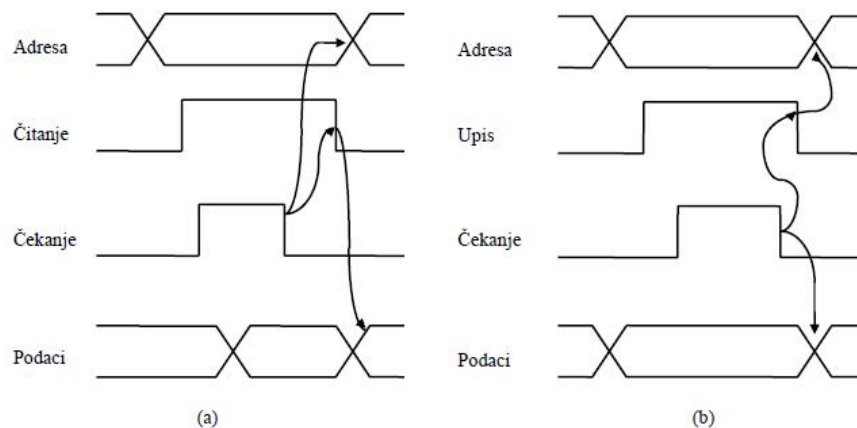 Adresa
Čitanje
Čekanje
Podaci
(a)
Adresa
Upis
Čekanje
Podaci
(b)